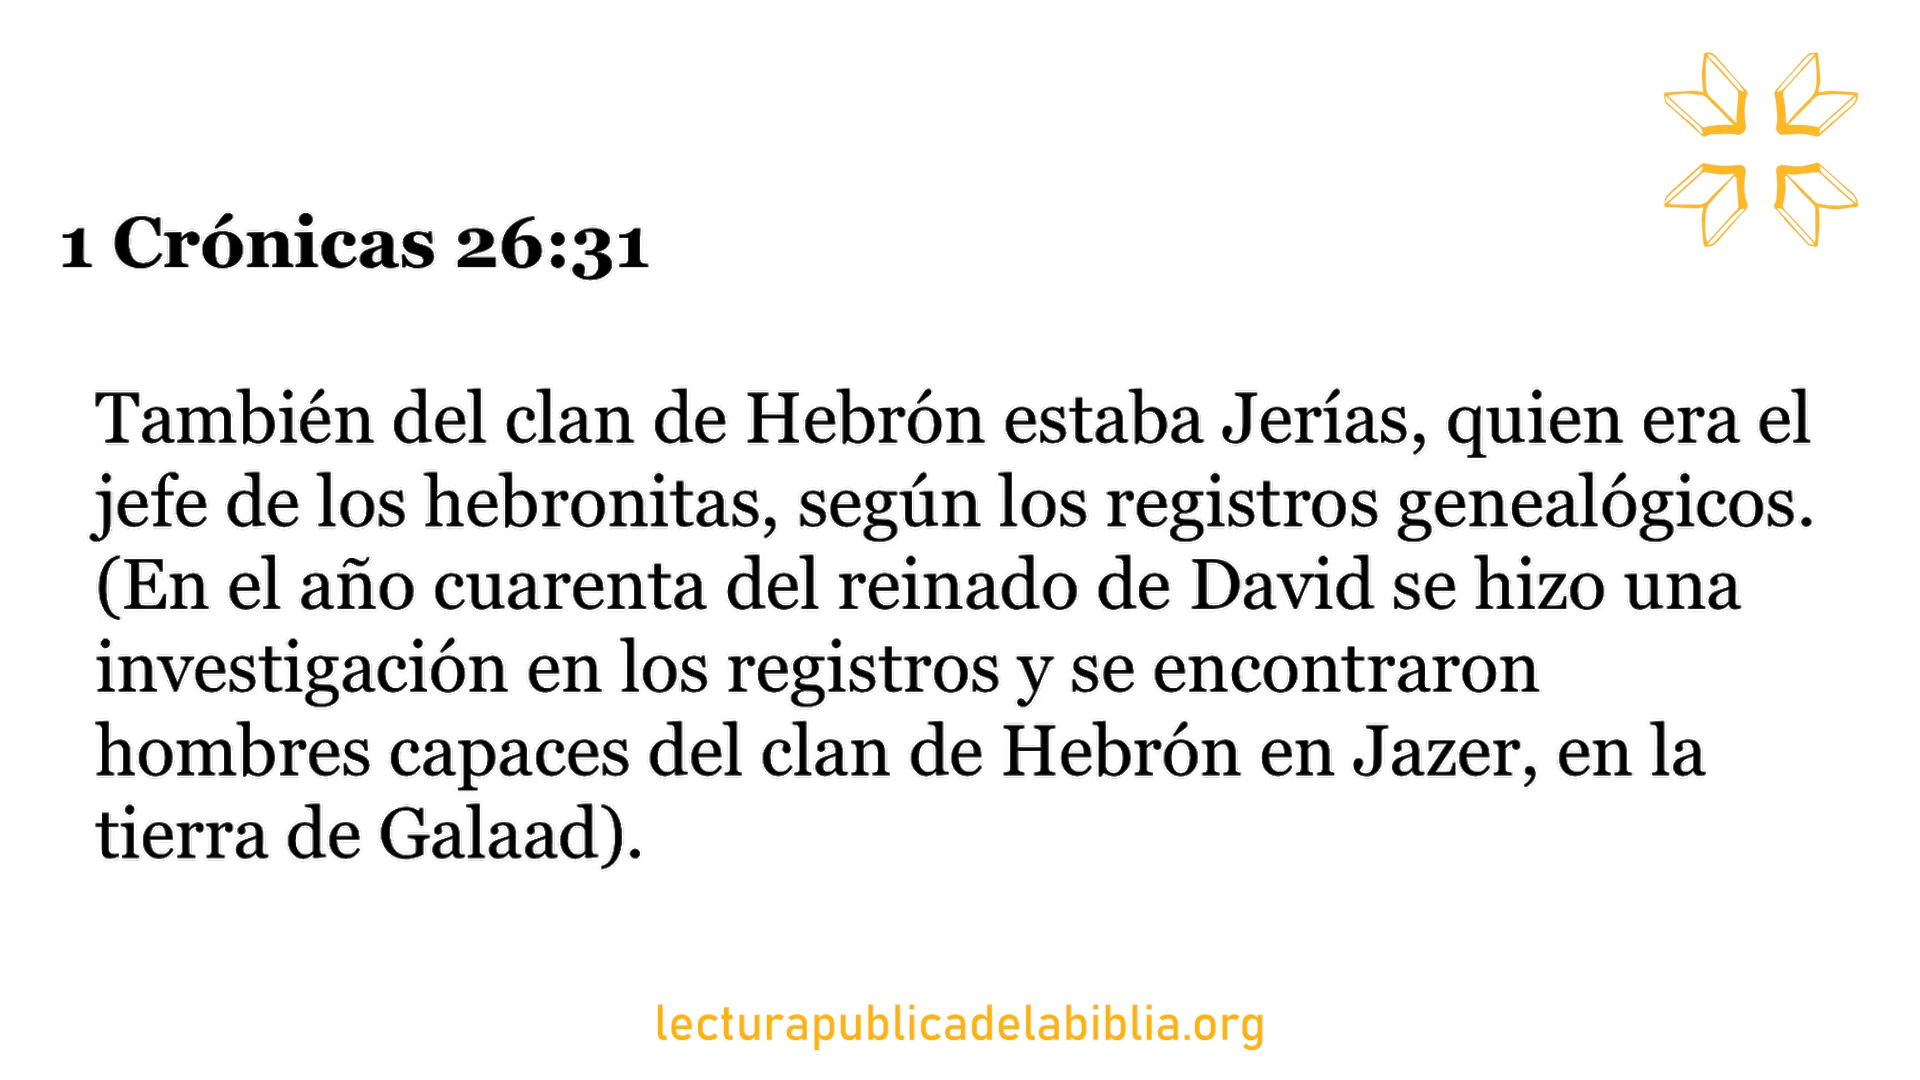 1 Crónicas 26:31
También del clan de Hebrón estaba Jerías, quien era el
jefe de los hebronitas, según los registros genealógicos.
(En el año cuarenta del reinado de David se hizo una
investigación en los registros y se encontraron
hombres capaces del clan de Hebrón en Jazer, en la
tierra de Galaad).
lecturapublicadelabiblia.org